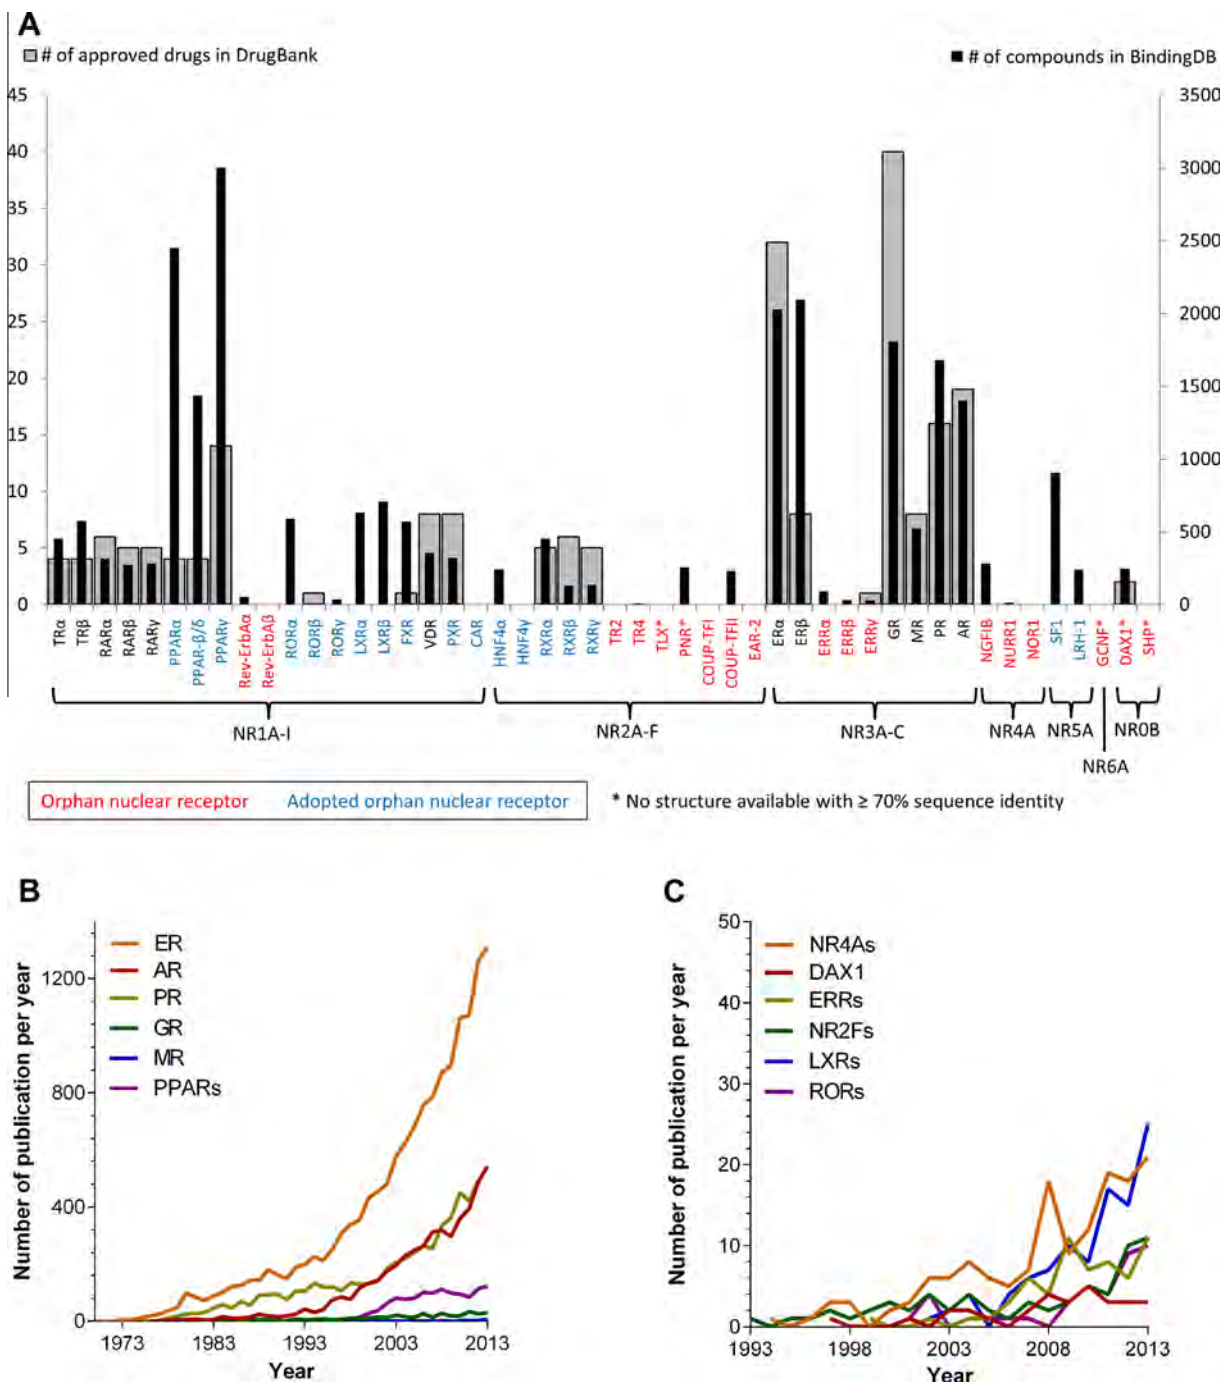 A
# of approved drugs in DrugBank
# of compounds in BindingDB
45
40
35
30
25
20
15
10
5
0
3500
3000
2500
2000
1500
1000
500
0
TRα
TRβ
RARα
RARβ
RARγ
PPARα
PPAR-β/δ
PPARγ
Rev-ErbAα
Rev-ErbAβ
RORα
RORβ
RORγ
LXRα
LXRβ
FXR
VDR
PXR
CAR
HNF4α
HNF4γ
RXRα
RXRβ
RXRγ
TR2
TR4
TLX*
PNR*
COUP-TFI
COUP-TFII
EAR-2
ERα
ERβ
ERRα
ERRβ
ERRγ
GR
MR
PR
AR
NGFIB
NURR1
NOR1
SF1
LRH-1
GCNF*
DAX1*
SHP*
NR1A-I
NR2A-F
NR3A-C
NR4A
NR5A
NR0B
NR6A
Orphan nuclear receptor
Adopted orphan nuclear receptor
* No structure available with ≥ 70% sequence identity
B
Number of publication per year
1200
800
400
0
ER
AR
PR
GR
MR
PPARs
1973
1983
1993
2003
2013
Year
C
Number of publication per year
50
40
30
20
10
0
NR4As
DAX1
ERRs
NR2Fs
LXRs
RORs
1993
1998
2003
2008
2013
Year